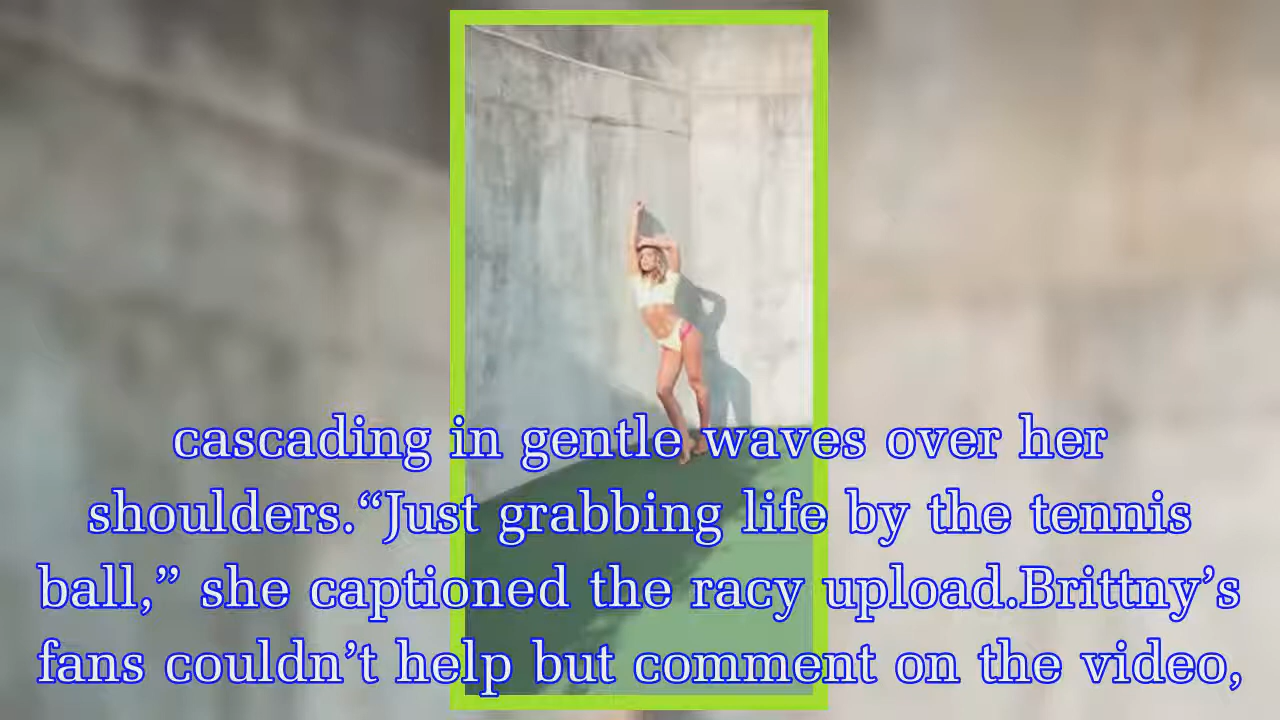 cascading in gentle waves over her
shoulders.“Just grabbing life by the tennis
ball,” she captioned the racy upload.Brittny’s
fans couldn’t help but comment on the video,